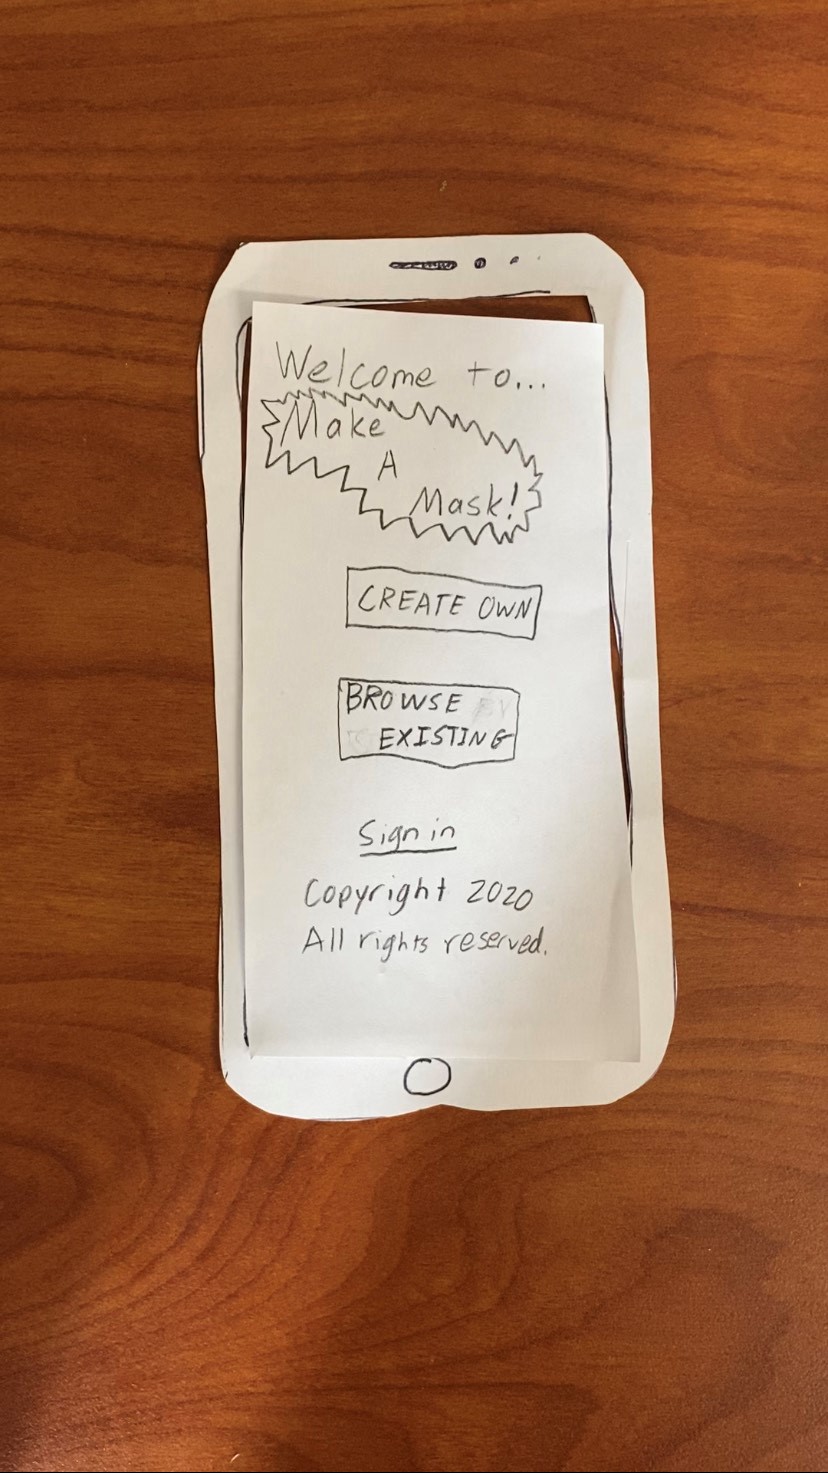 Welcome to...
Make
A
Mask!
CREATE OWN
BROWSE
EXISTING
Sign in
Copyright 2020
All rights reserved.